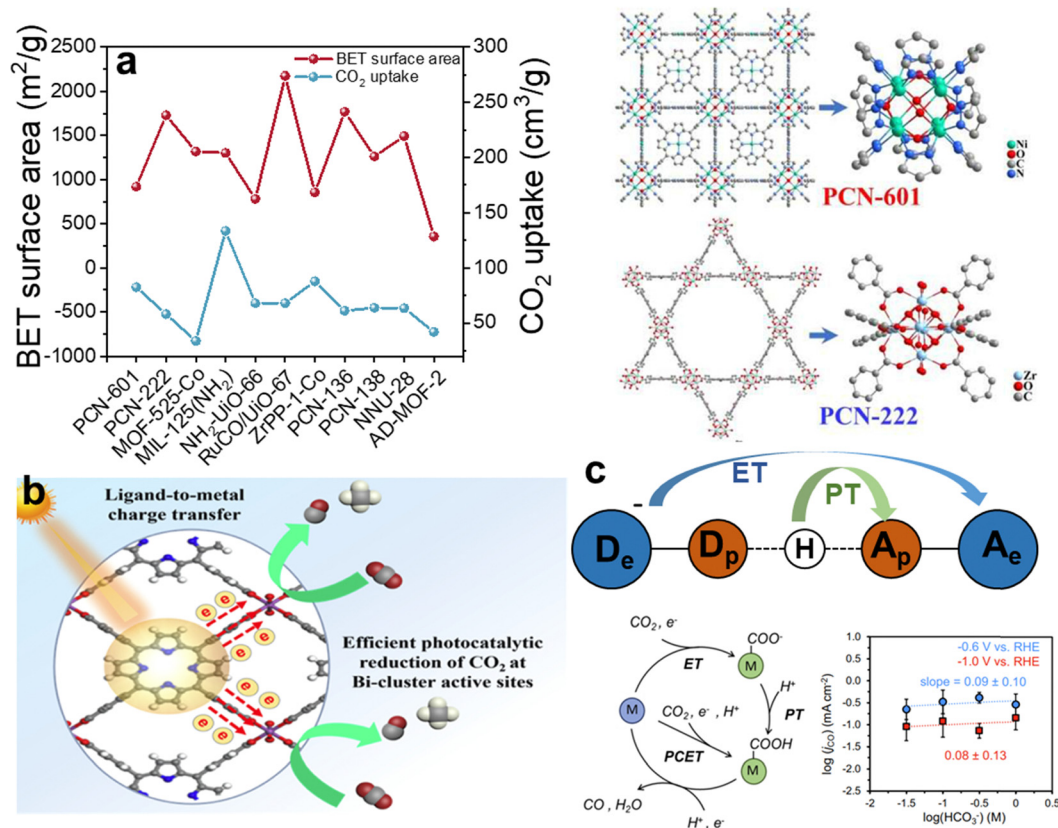 a
BET surface area
CO₂ uptake
BET surface area (m²/g)
CO₂ uptake (cm³/g)
2500
2000
1500
1000
500
0
-500
-1000
300
250
200
150
100
50
PCN-601
PCN-222
MOF-525-Co
MIL-125(NH₂)
NH₂-UiO-66
RuCO/UiO-67
ZrPP-1-Co
PCN-136
PCN-138
NNU-28
AD-MOF-2
Ni
O
C
N
PCN-601
Zr
O
C
PCN-222
b
Ligand-to-metal
charge transfer
e e
e e
e e
e e
Efficient photocatalytic
reduction of CO₂ at
Bi-cluster active sites
c
ET
PT
-
Dₑ Dₚ H Aₚ Aₑ
CO₂, e⁻
COO⁻
M
ET
H⁺
M
CO₂, e⁻ , H⁺
PT
PCET
COOH
M
CO, H₂O
H⁺, e⁻
-0.6 V vs. RHE
-1.0 V vs. RHE
slope = 0.09 ± 0.10
0.08 ± 0.13
log (jCO) (mA cm⁻²)
1.0
0.5
0.0
-0.5
-1.0
-1.5
-2.0
-2.5
-2 -1.5 -1 -0.5 0 0.5
log(HCO₃⁻) (M)